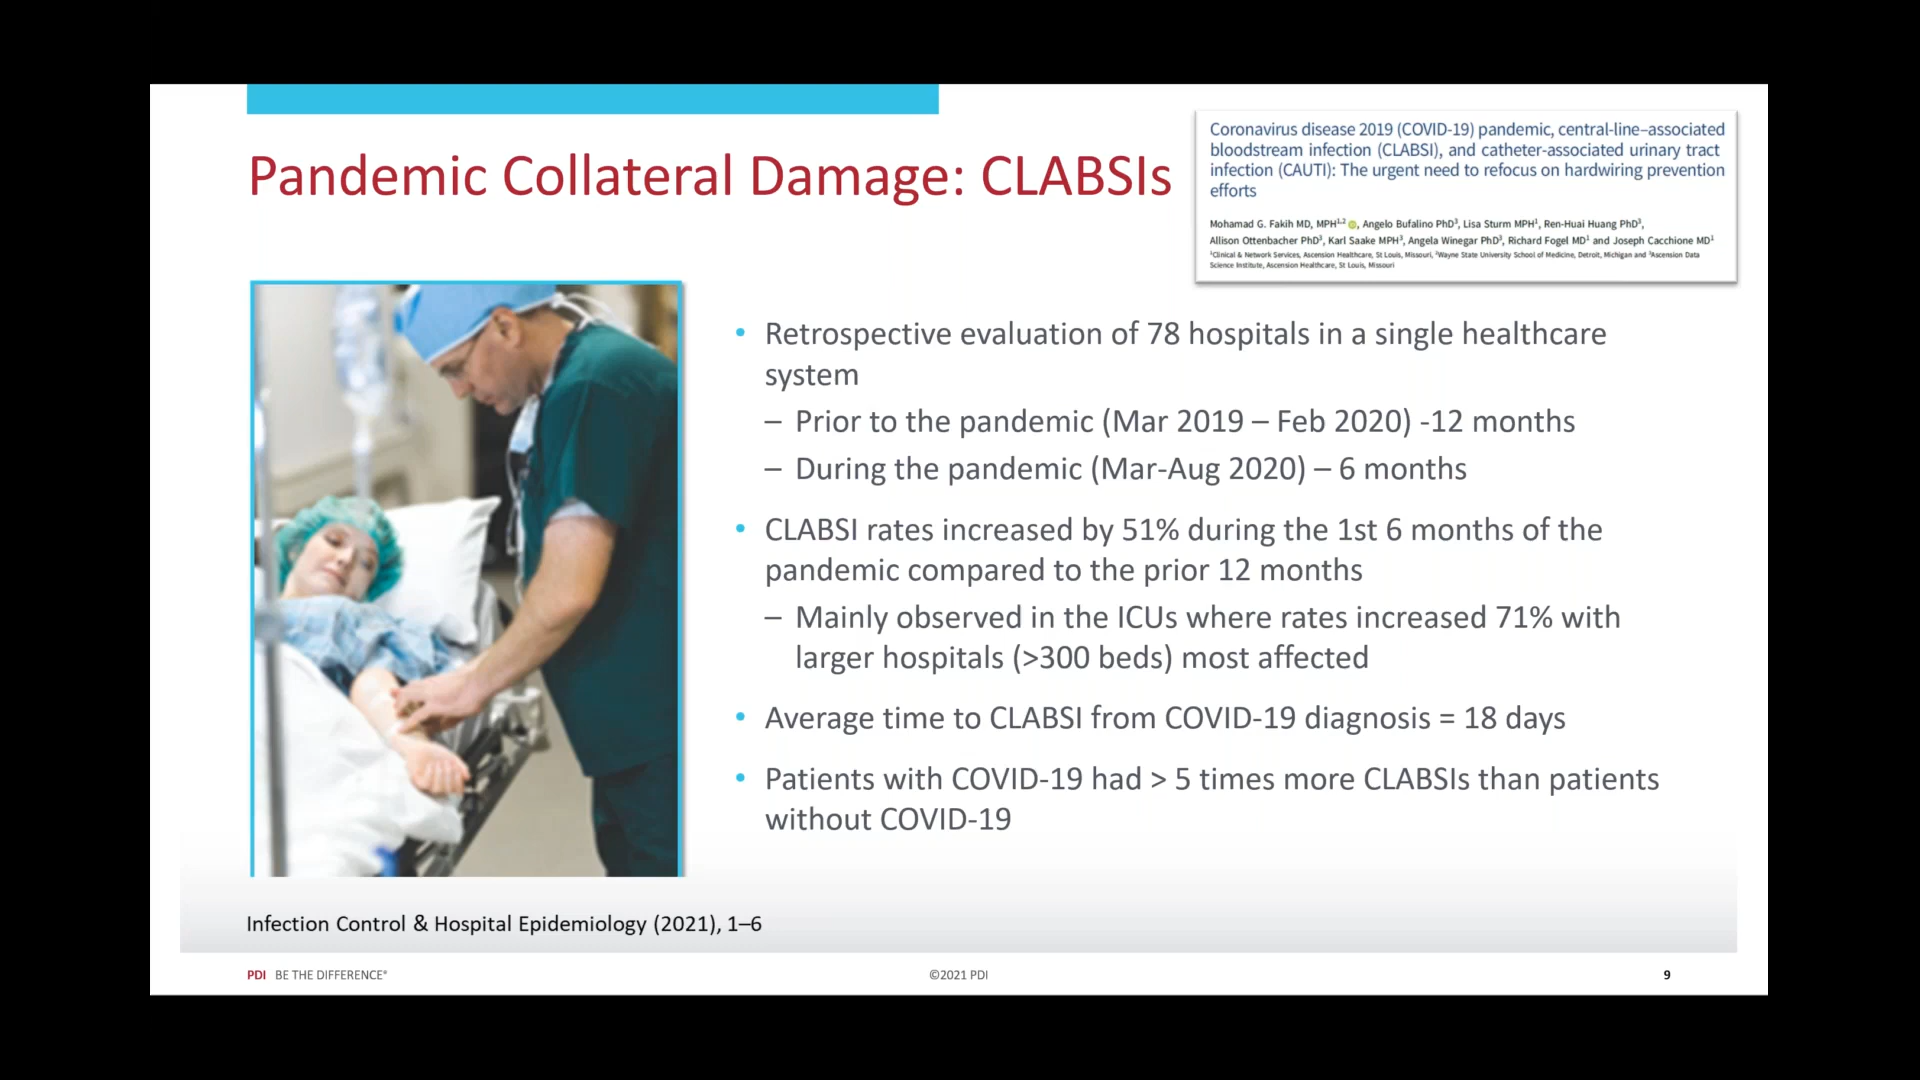 Pandemic Collateral Damage: CLABSIs
Coronavirus disease 2019 (COVID-19) pandemic, central-line–associated
bloodstream infection (CLABSI), and catheter-associated urinary tract
infection (CAUTI): The urgent need to refocus on hardwiring prevention
efforts
Mohamad G. Fakih MD, MPH1,2, Angelo Bufalino PhD3, Lisa Sturm MPH1, Ren-Huai Huang PhD3,
Allison Ottenbacher PhD3, Karl Saake MPH3, Angela Winegar PhD3, Richard Fogel MD1 and Joseph Cacchione MD1
1Clinical & Network Services, Ascension Healthcare, St Louis, Missouri, 2Wayne State University School of Medicine, Detroit, Michigan and 3Ascension Data
Science Institute, Ascension Healthcare, St Louis, Missouri
• Retrospective evaluation of 78 hospitals in a single healthcare
system
– Prior to the pandemic (Mar 2019 – Feb 2020) -12 months
– During the pandemic (Mar-Aug 2020) – 6 months
• CLABSI rates increased by 51% during the 1st 6 months of the
pandemic compared to the prior 12 months
– Mainly observed in the ICUs where rates increased 71% with
larger hospitals (>300 beds) most affected
• Average time to CLABSI from COVID-19 diagnosis = 18 days
• Patients with COVID-19 had > 5 times more CLABSIs than patients
without COVID-19
Infection Control & Hospital Epidemiology (2021), 1–6
PDI BE THE DIFFERENCE®
©2021 PDI
9